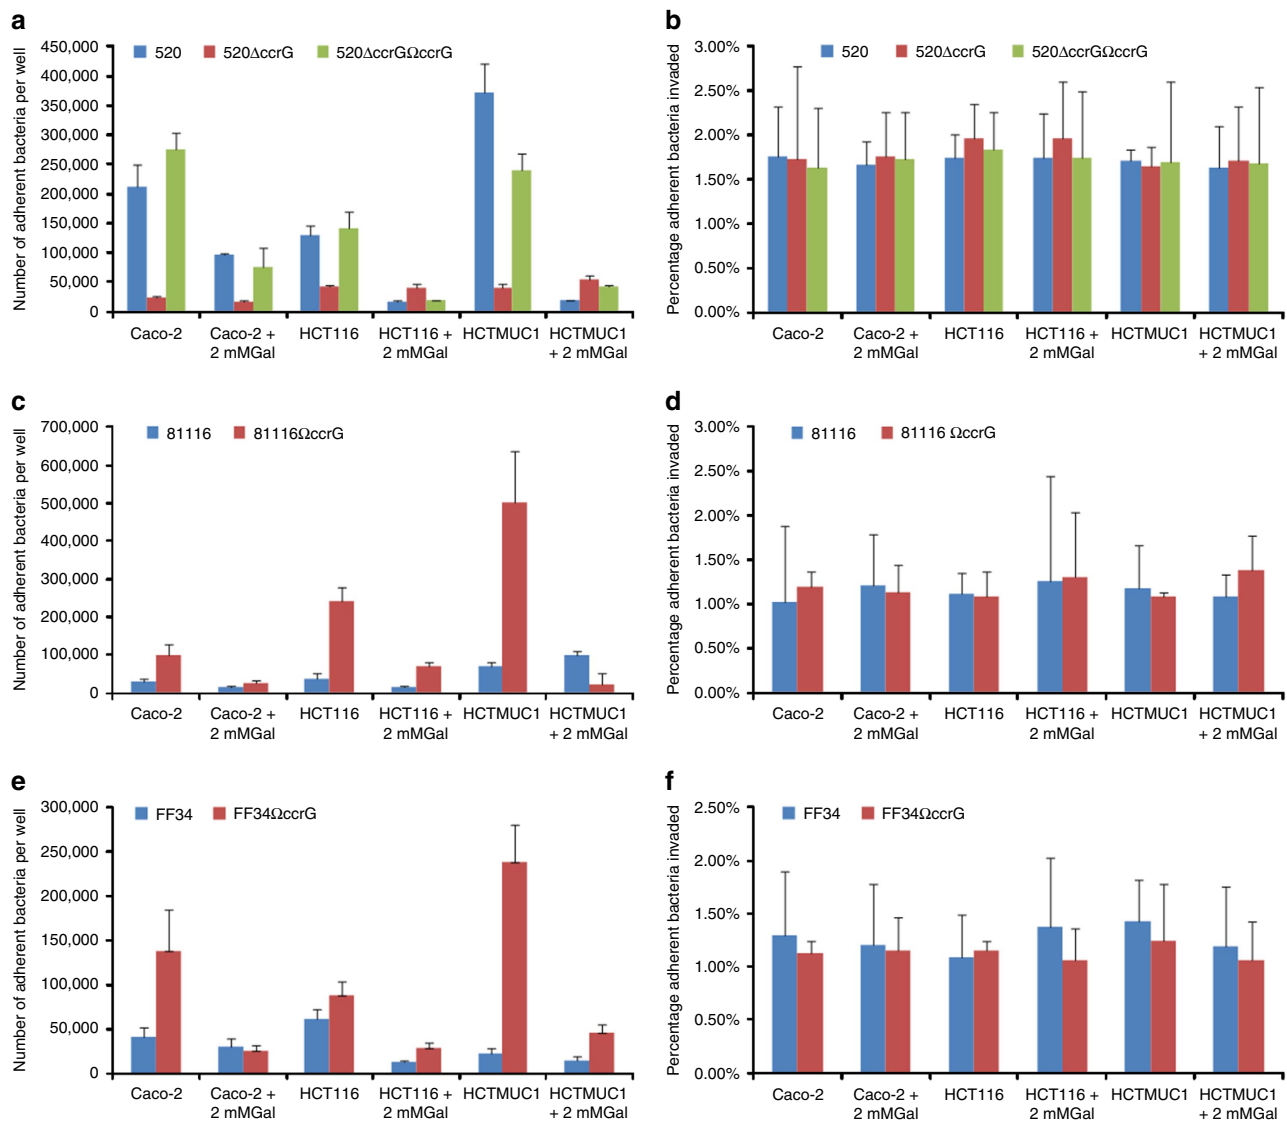 a
Number of adherent bacteria per well
520
520ΔccrG
520ΔccrGΩccrG
450,000
400,000
350,000
300,000
250,000
200,000
150,000
100,000
50,000
0
Caco-2
Caco-2 +
2 mMGal
HCT116
HCT116 +
2 mMGal
HCTMUC1
HCTMUC1
+ 2 mMGal
b
Percentage adherent bacteria invaded
520
520ΔccrG
520ΔccrGΩccrG
3.00%
2.50%
2.00%
1.50%
1.00%
0.50%
0.00%
Caco-2
Caco-2 +
2 mMGal
HCT116
HCT116 +
2 mMGal
HCTMUC1
HCTMUC1
+ 2 mMGal
c
Number of adherent bacteria per well
81116
81116ΩccrG
700,000
600,000
500,000
400,000
300,000
200,000
100,000
0
Caco-2
Caco-2 +
2 mMGal
HCT116
HCT116 +
2 mMGal
HCTMUC1
HCTMUC1
+ 2 mMGal
d
Percentage adherent bacteria invaded
81116
81116 ΩccrG
3.00%
2.50%
2.00%
1.50%
1.00%
0.50%
0.00%
Caco-2
Caco-2 +
2 mMGal
HCT116
HCT116 +
2 mMGal
HCTMUC1
HCTMUC1
+ 2 mMGal
e
Number of adherent bacteria per well
FF34
FF34ΩccrG
300,000
250,000
200,000
150,000
100,000
50,000
0
Caco-2
Caco-2 +
2 mMGal
HCT116
HCT116 +
2 mMGal
HCTMUC1
HCTMUC1
+ 2 mMGal
f
Percentage adherent bacteria invaded
FF34
FF34ΩccrG
2.50%
2.00%
1.50%
1.00%
0.50%
0.00%
Caco-2
Caco-2 +
2 mMGal
HCT116
HCT116 +
2 mMGal
HCTMUC1
HCTMUC1
+ 2 mMGal